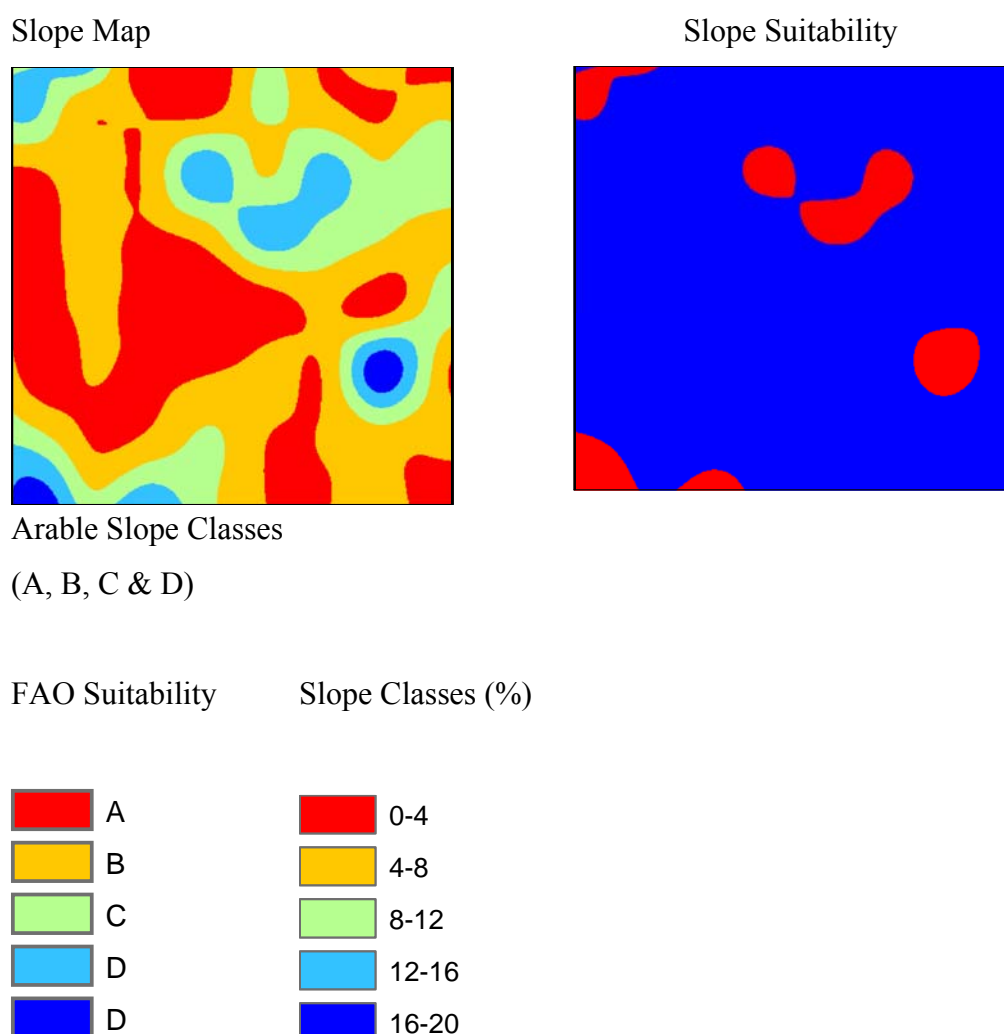 Slope Map Slope Suitability
Arable Slope Classes
(A, B, C & D)
FAO Suitability Slope Classes (%)
A 0-4
B 4-8
C 8-12
D 12-16
D 16-20